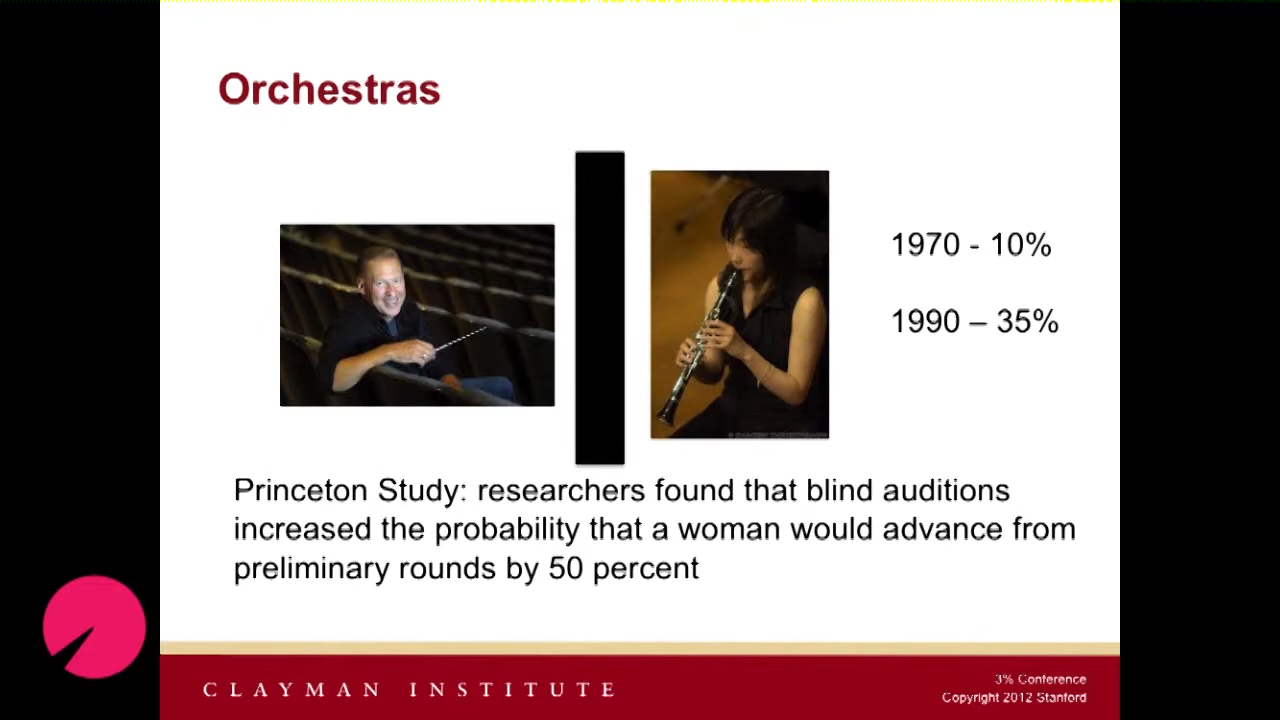 Orchestras
1970 - 10%
1990 – 35%
Princeton Study: researchers found that blind auditions
increased the probability that a woman would advance from
preliminary rounds by 50 percent
CLAYMAN INSTITUTE
3% Conference
Copyright 2012 Stanford